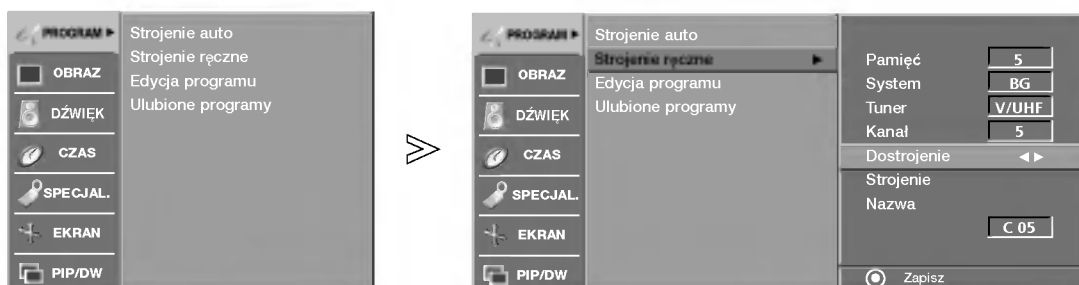 PROGRAM
OBRAZ
DŹWIĘK
CZAS
SPECJAL.
EKRAN
PIP/DW
Strojenie auto
Strojenie ręczne
Edycja programu
Ulubione programy
PROGRAM
OBRAZ
DŹWIĘK
CZAS
SPECJAL.
EKRAN
PIP/DW
Strojenie auto
Strojenie ręczne
Edycja programu
Ulubione programy
Pamięć 5
System BG
Tuner V/UHF
Kanał 5
Dostrojenie
Strojenie
Nazwa
C 05
Zapisz